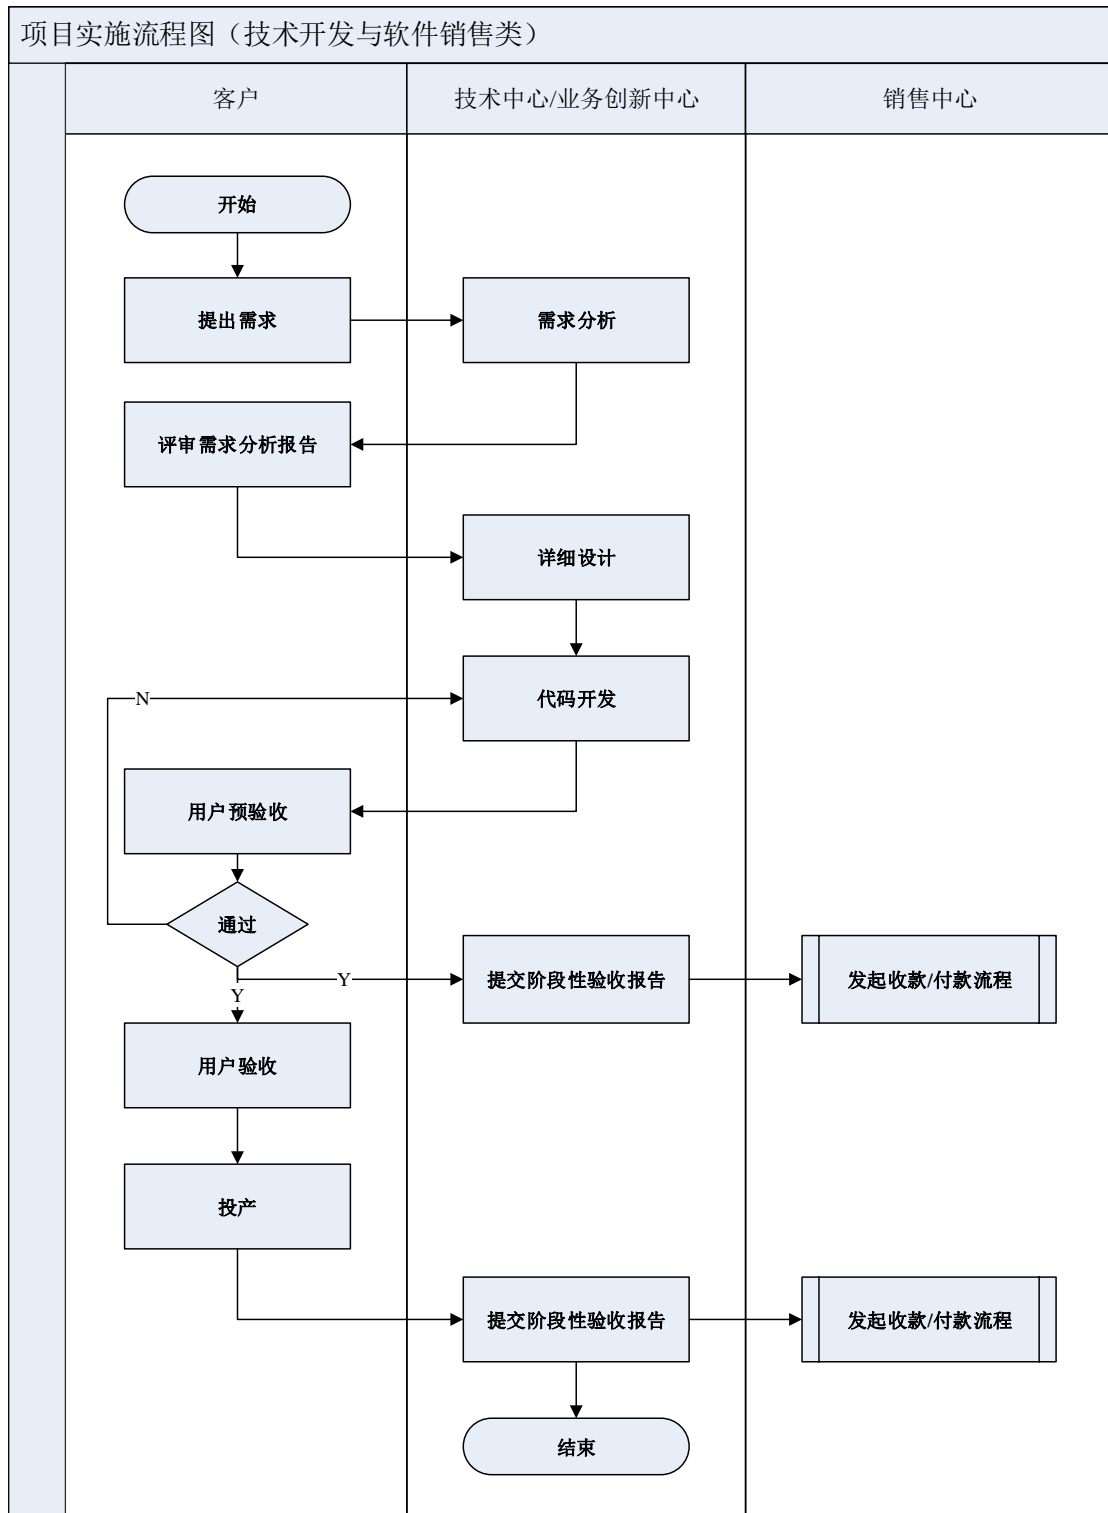 项目实施流程图（技术开发与软件销售类）
客户
技术中心/业务创新中心
销售中心
开始
提出需求
需求分析
评审需求分析报告
详细设计
代码开发
N
用户预验收
通过
Y
Y
提交阶段性验收报告
发起收款/付款流程
用户验收
投产
提交阶段性验收报告
发起收款/付款流程
结束